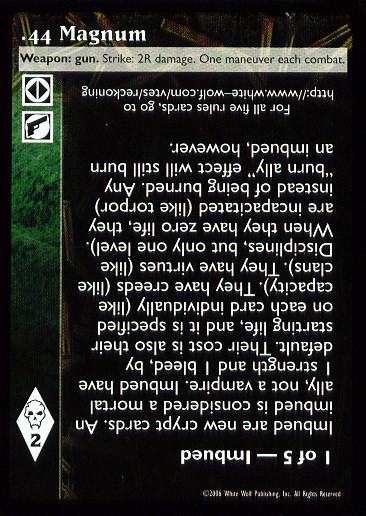 .44 Magnum
Weapon: gun. Strike: 2R damage. One maneuver each combat.
1 of 5 — Imbued
Imbued are new crypt cards. An
imbued is considered a mortal
ally, not a vampire. Imbued have
1 strength and 1 bleed, by
default. Their cost is also their
starting life, and it is specified
on each card individually (like
capacity). They have creeds (like
clans). They have virtues (like
Disciplines, but only one level).
When they have zero life, they
are incapacitated (like torpor)
instead of being burned. Any
"burn ally" effect will still burn
an imbued, however.
For all five rules cards, go to
http://www.white-wolf.com/vtes/reckoning
2
©2006 White Wolf Publishing, Inc. All Rights Reserved